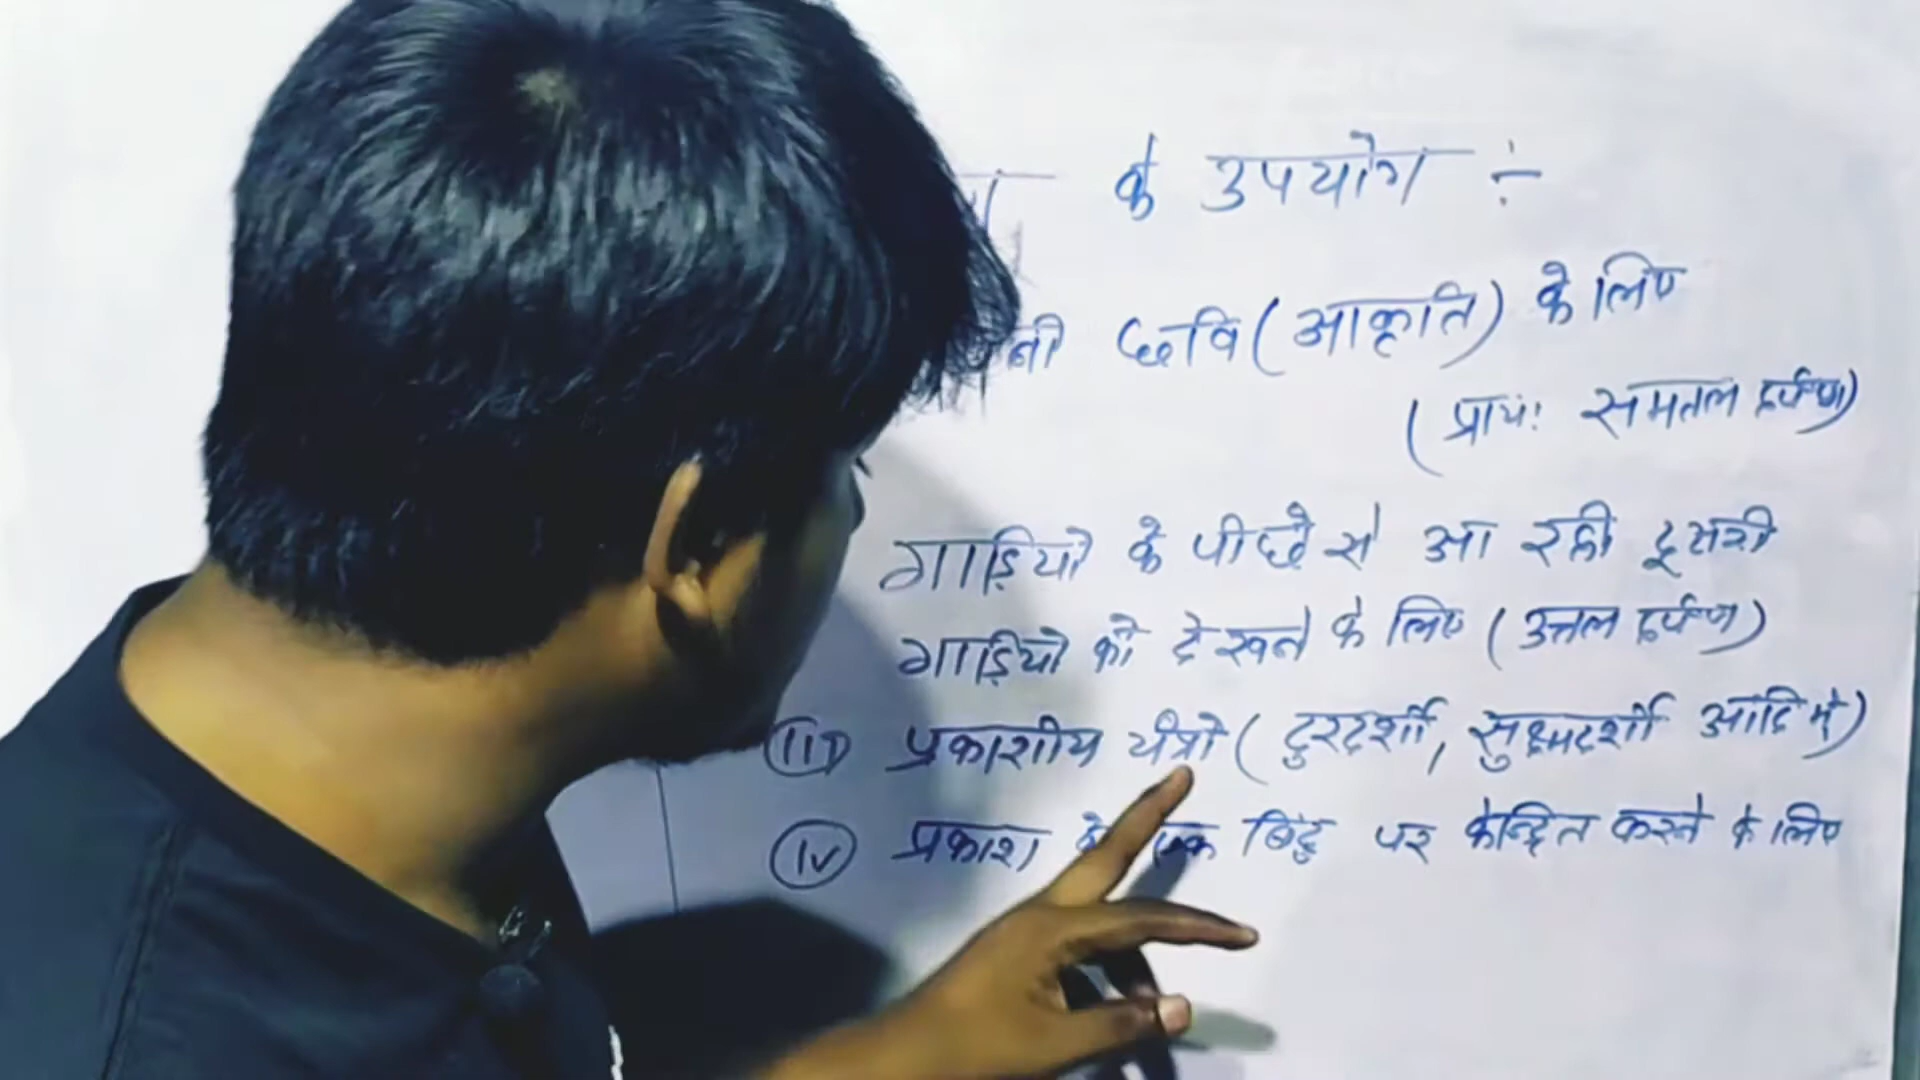 के उपयोग :-
छवि (आकृति) के लिए
(प्रायः समतल दर्पण)
गाड़ियों के पीछे से आ रही दूसरी
गाड़ियों को देखने के लिए (उत्तल दर्पण)
(iii) प्रकाशीय यंत्रों (दुरदर्शी, सुक्ष्मदर्शी आदि में)
(iv) प्रकाश एक बिंदु पर केन्द्रित करने के लिए